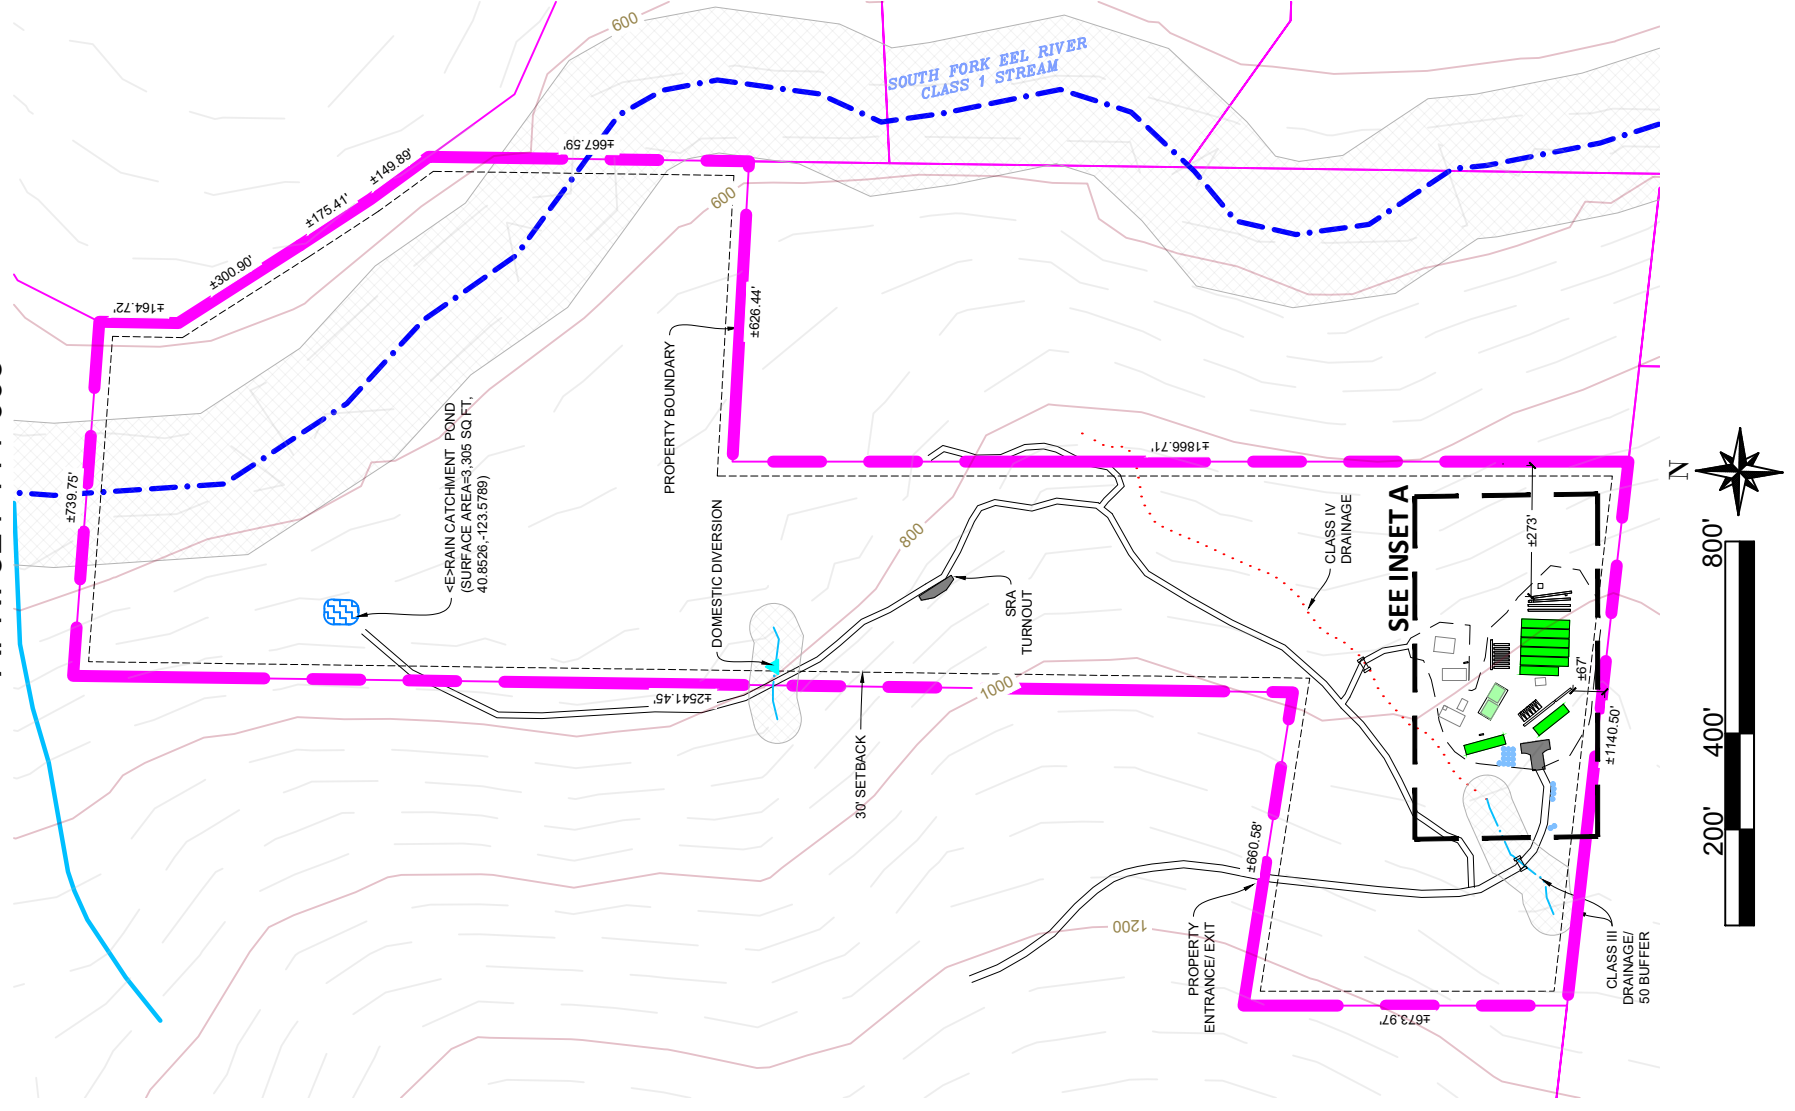 600
SOUTH FORK EEL RIVER
CLASS 1 STREAM
±667.59'
±149.89'
±175.41'
±300.90'
±164.72'
600
±626.44'
PROPERTY BOUNDARY
±739.75'
<E>RAIN CATCHMENT POND
(SURFACE AREA=3,305 SQ FT,
40.8526,-123.5789)
±1866.71'
DOMESTIC DIVERSION
800
SRA
TURNOUT
CLASS IV
DRAINAGE
SEE INSET A
±273'
±67'
N
800'
400'
200'
±2541.45'
1000
30' SETBACK
±1140.50'
±660.58'
1200
PROPERTY
ENTRANCE/ EXIT
CLASS III
DRAINAGE/
50 BUFFER
±673.97'